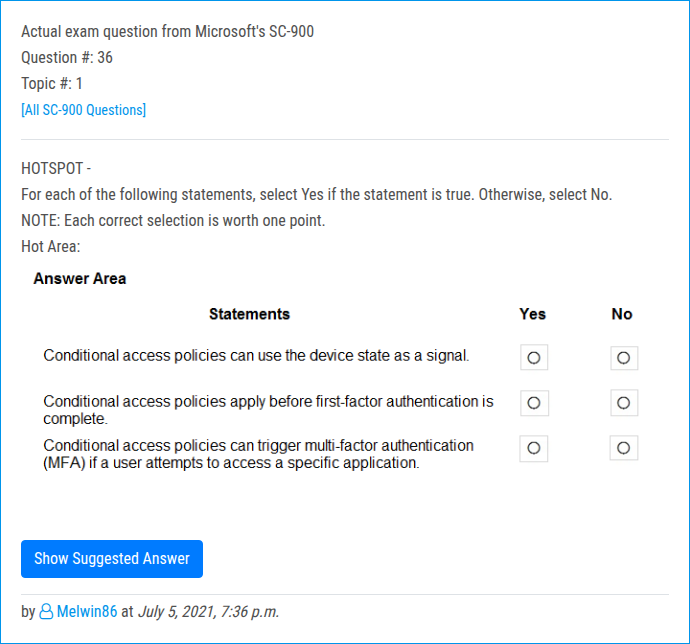 Actual exam question from Microsoft's SC-900
Question #: 36
Topic #: 1
[All SC-900 Questions]
HOTSPOT -
For each of the following statements, select Yes if the statement is true. Otherwise, select No.
NOTE: Each correct selection is worth one point.
Hot Area:
Answer Area
Statements Yes No
Conditional access policies can use the device state as a signal.
Conditional access policies apply before first-factor authentication is
complete.
Conditional access policies can trigger multi-factor authentication
(MFA) if a user attempts to access a specific application.
Show Suggested Answer
by Melwin86 at July 5, 2021, 7:36 p.m.